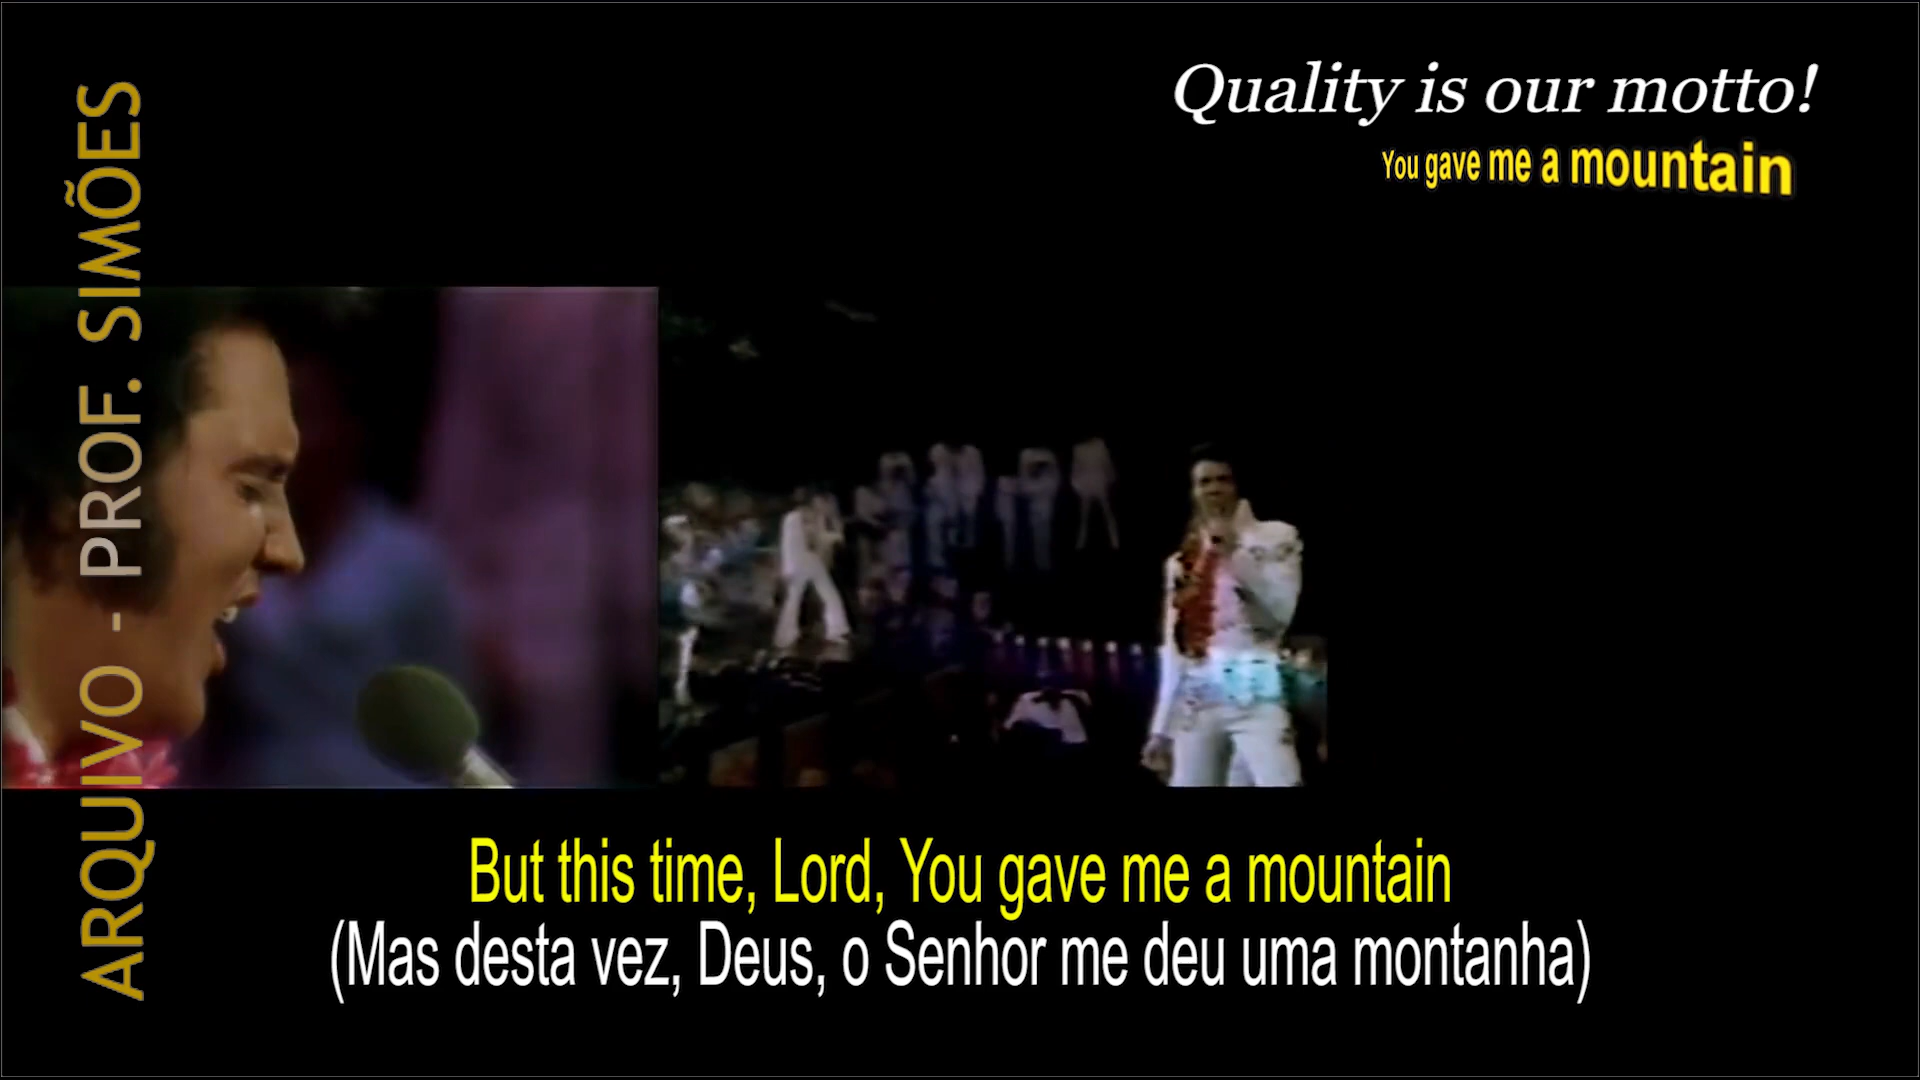 Quality is our motto!
You gave me a mountain
ARQUIVO - PROF. SIMÕES
But this time, Lord, You gave me a mountain
(Mas desta vez, Deus, o Senhor me deu uma montanha)